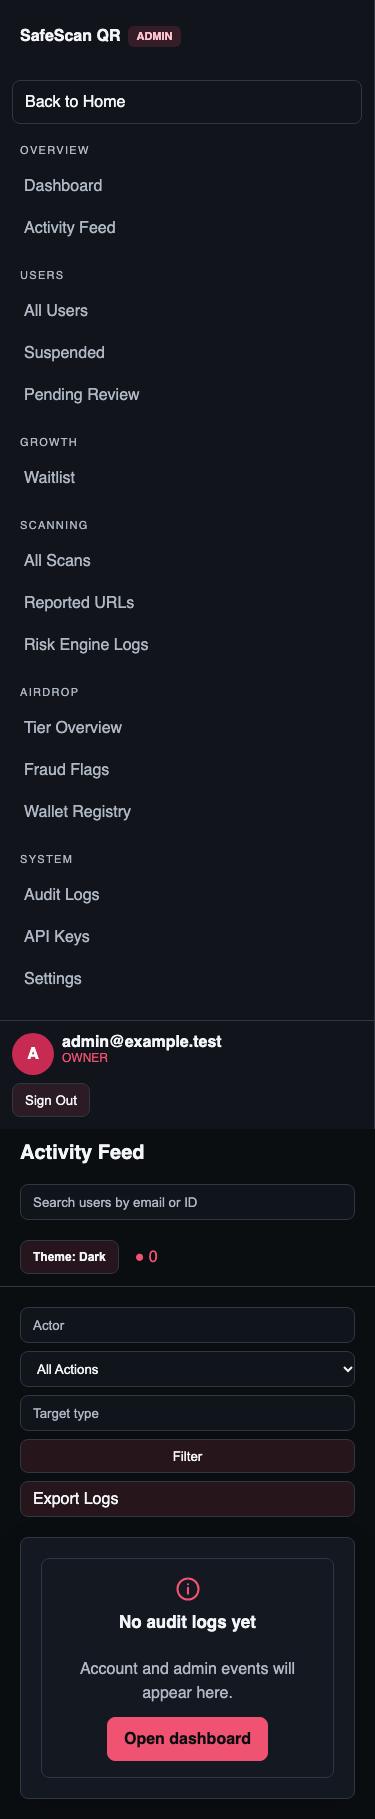 SafeScan QR ADMIN
Back to Home
OVERVIEW
Dashboard
Activity Feed
USERS
All Users
Suspended
Pending Review
GROWTH
Waitlist
SCANNING
All Scans
Reported URLs
Risk Engine Logs
AIRDROP
Tier Overview
Fraud Flags
Wallet Registry
SYSTEM
Audit Logs
API Keys
Settings
A
admin@example.test
OWNER
Sign Out
Activity Feed
Search users by email or ID
Theme: Dark
0
Actor
All Actions
Target type
Filter
Export Logs
No audit logs yet
Account and admin events will
appear here.
Open dashboard